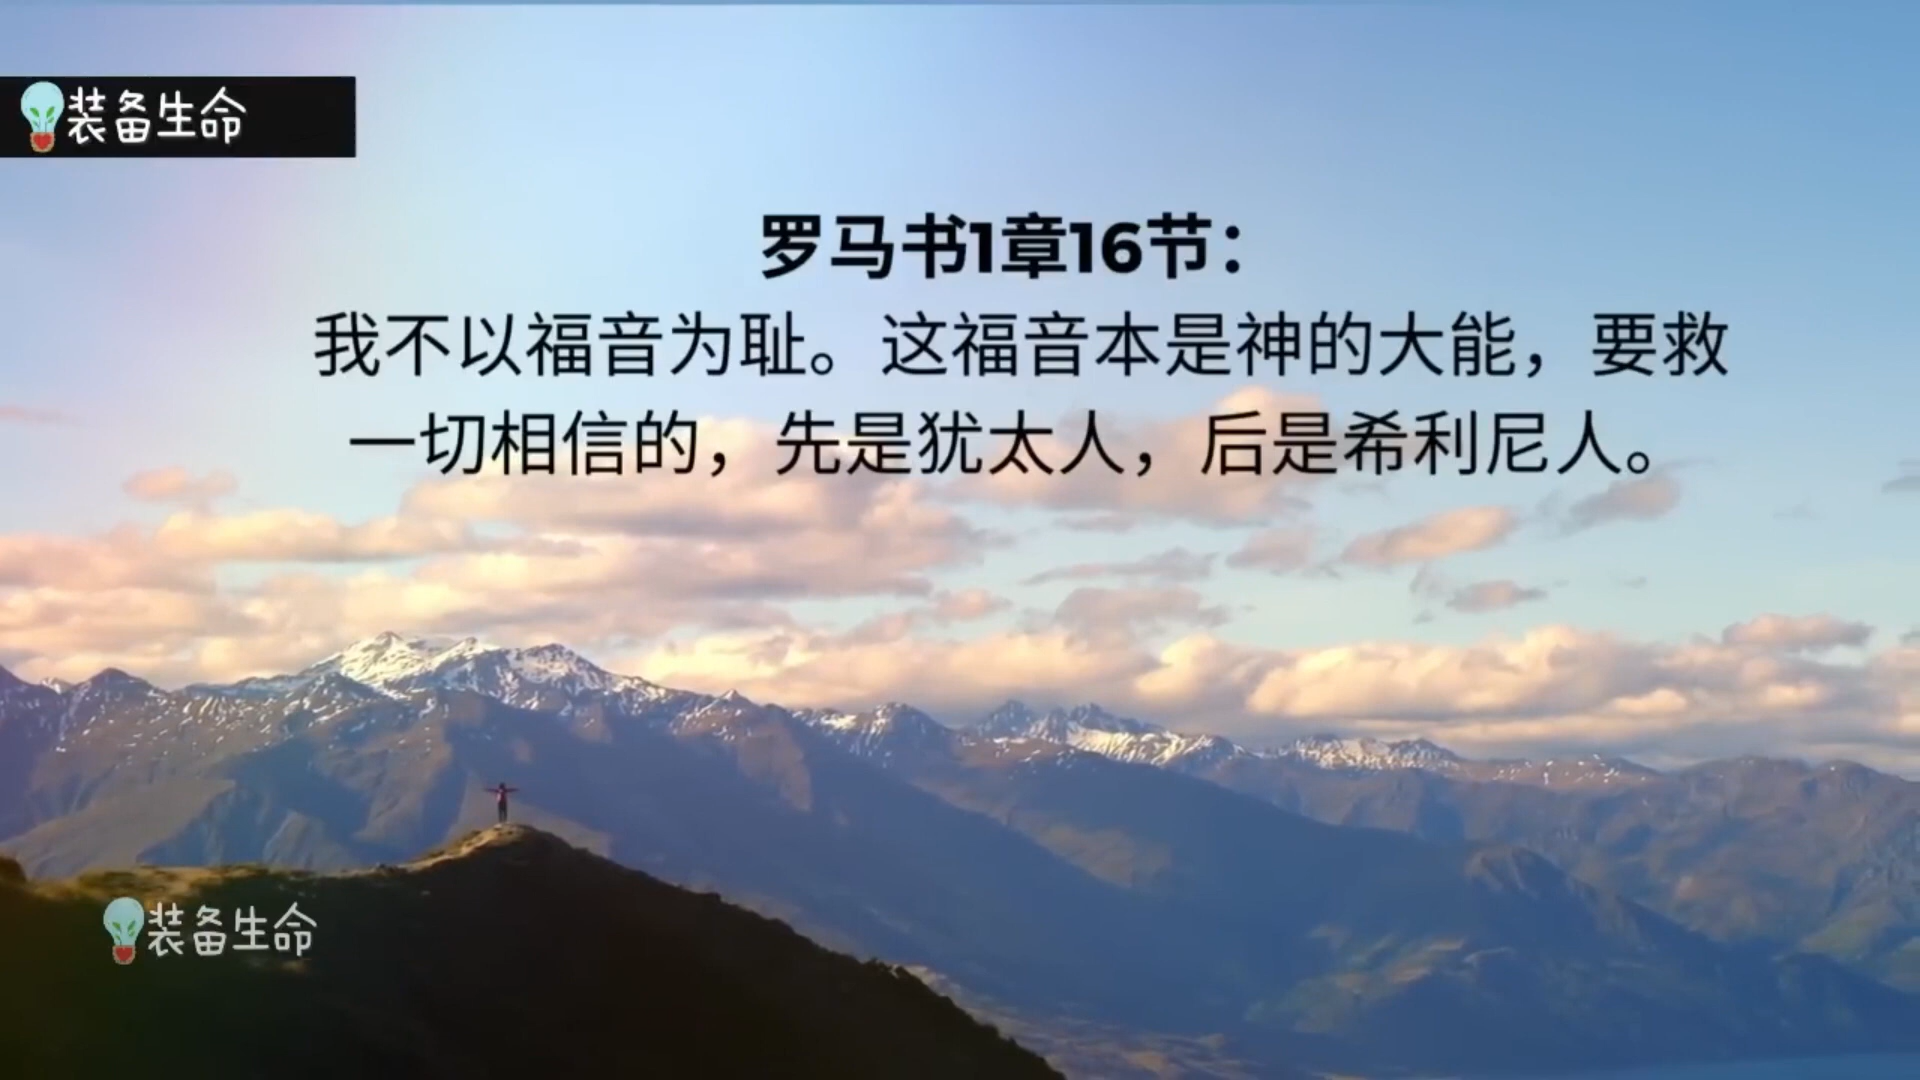 装备生命
罗马书1章16节：
我不以福音为耻。这福音本是神的大能，要救
一切相信的，先是犹太人，后是希利尼人。
装备生命